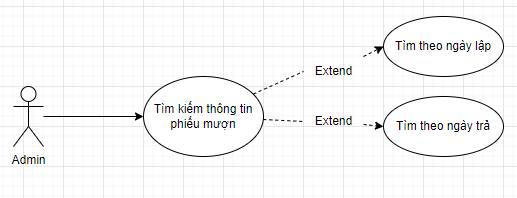 Tìm theo ngày lập
Extend
Tìm kiếm thông tin
phiếu mượn
Extend
Tìm theo ngày trả
Admin